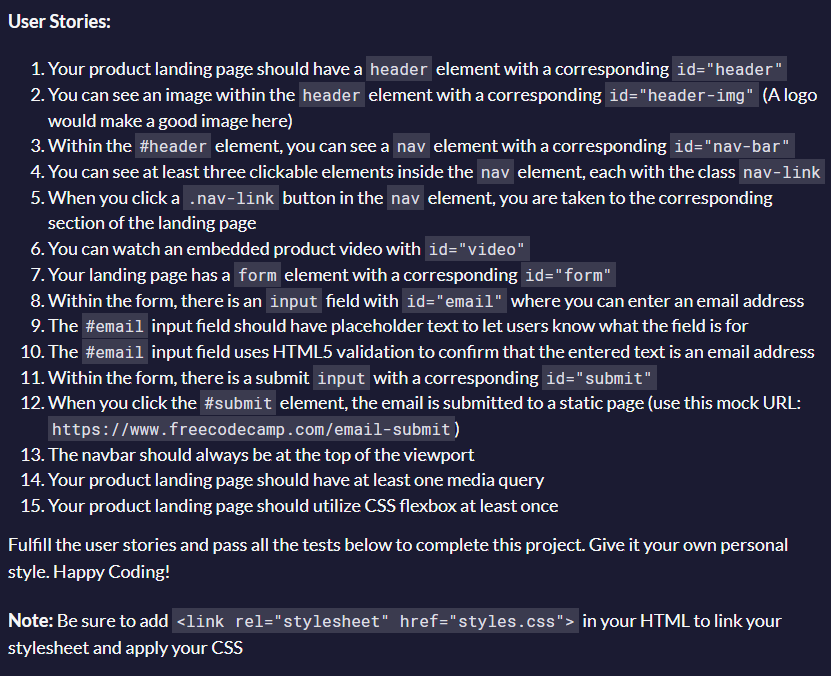 User Stories:
1. Your product landing page should have a header element with a corresponding id="header"
2. You can see an image within the header element with a corresponding id="header-img" (A logo
would make a good image here)
3. Within the #header element, you can see a nav element with a corresponding id="nav-bar"
4. You can see at least three clickable elements inside the nav element, each with the class nav-link
5. When you click a .nav-link button in the nav element, you are taken to the corresponding
section of the landing page
6. You can watch an embedded product video with id="video"
7. Your landing page has a form element with a corresponding id="form"
8. Within the form, there is an input field with id="email" where you can enter an email address
9. The #email input field should have placeholder text to let users know what the field is for
10. The #email input field uses HTML5 validation to confirm that the entered text is an email address
11. Within the form, there is a submit input with a corresponding id="submit"
12. When you click the #submit element, the email is submitted to a static page (use this mock URL:
https://www.freecodecamp.com/email-submit)
13. The navbar should always be at the top of the viewport
14. Your product landing page should have at least one media query
15. Your product landing page should utilize CSS flexbox at least once
Fulfill the user stories and pass all the tests below to complete this project. Give it your own personal
style. Happy Coding!
Note: Be sure to add <link rel="stylesheet" href="styles.css"> in your HTML to link your
stylesheet and apply your CSS